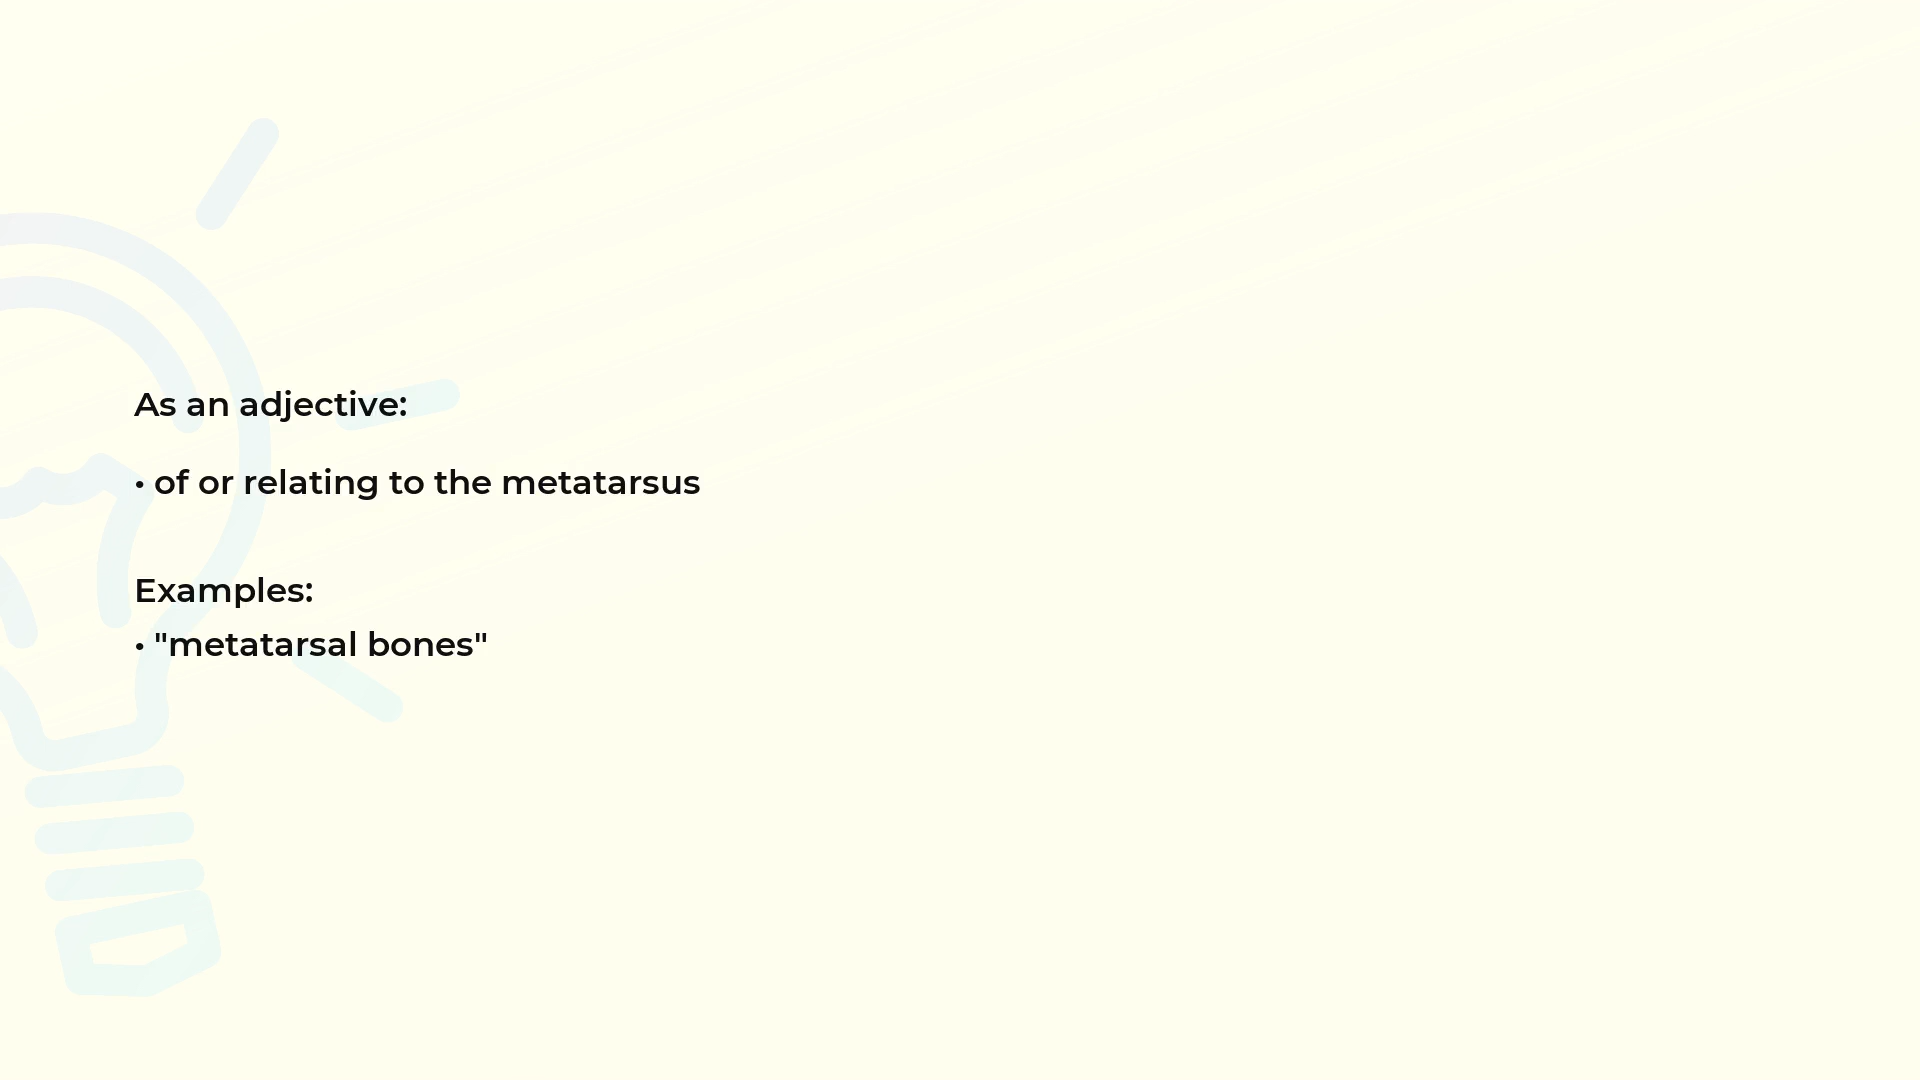 As an adjective:
• of or relating to the metatarsus
Examples:
• "metatarsal bones"